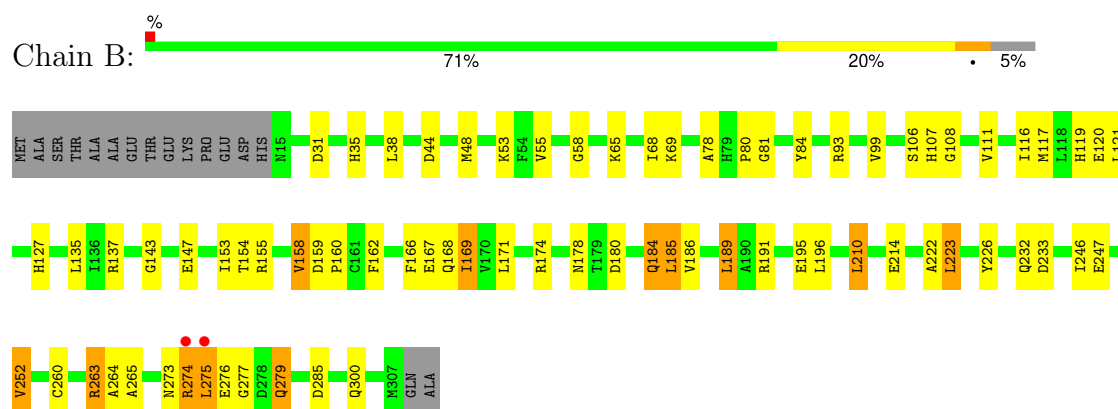 %
Chain B:
71% 20% • 5%
MET ALA SER THR ALA ALA GLU THR GLU LYS PRO GLU ASP HIS N15 D31 H35 L38 D44 M48 K53 F54 V55 G58 K65 I68 K69 A78 H79 P80 G81 Y84 R93 V99 S106 H107 G108 V111 I116 M117 L118 H119 E120 L121
H127 L135 I136 R137 G143 E147 I153 T154 R155 V158 D159 P160 C161 F162 F166 E167 Q168 I169 V170 L171 R174 N178 T179 D180 Q184 L185 V186 L189 A190 R191 E195 L196 L210 E214 A222 L223 Y226 Q232 D233 I246 E247
V252 C260 R263 A264 A265 N273 R274 L275 E276 G277 D278 Q279 D285 Q300 M307 GLN ALA